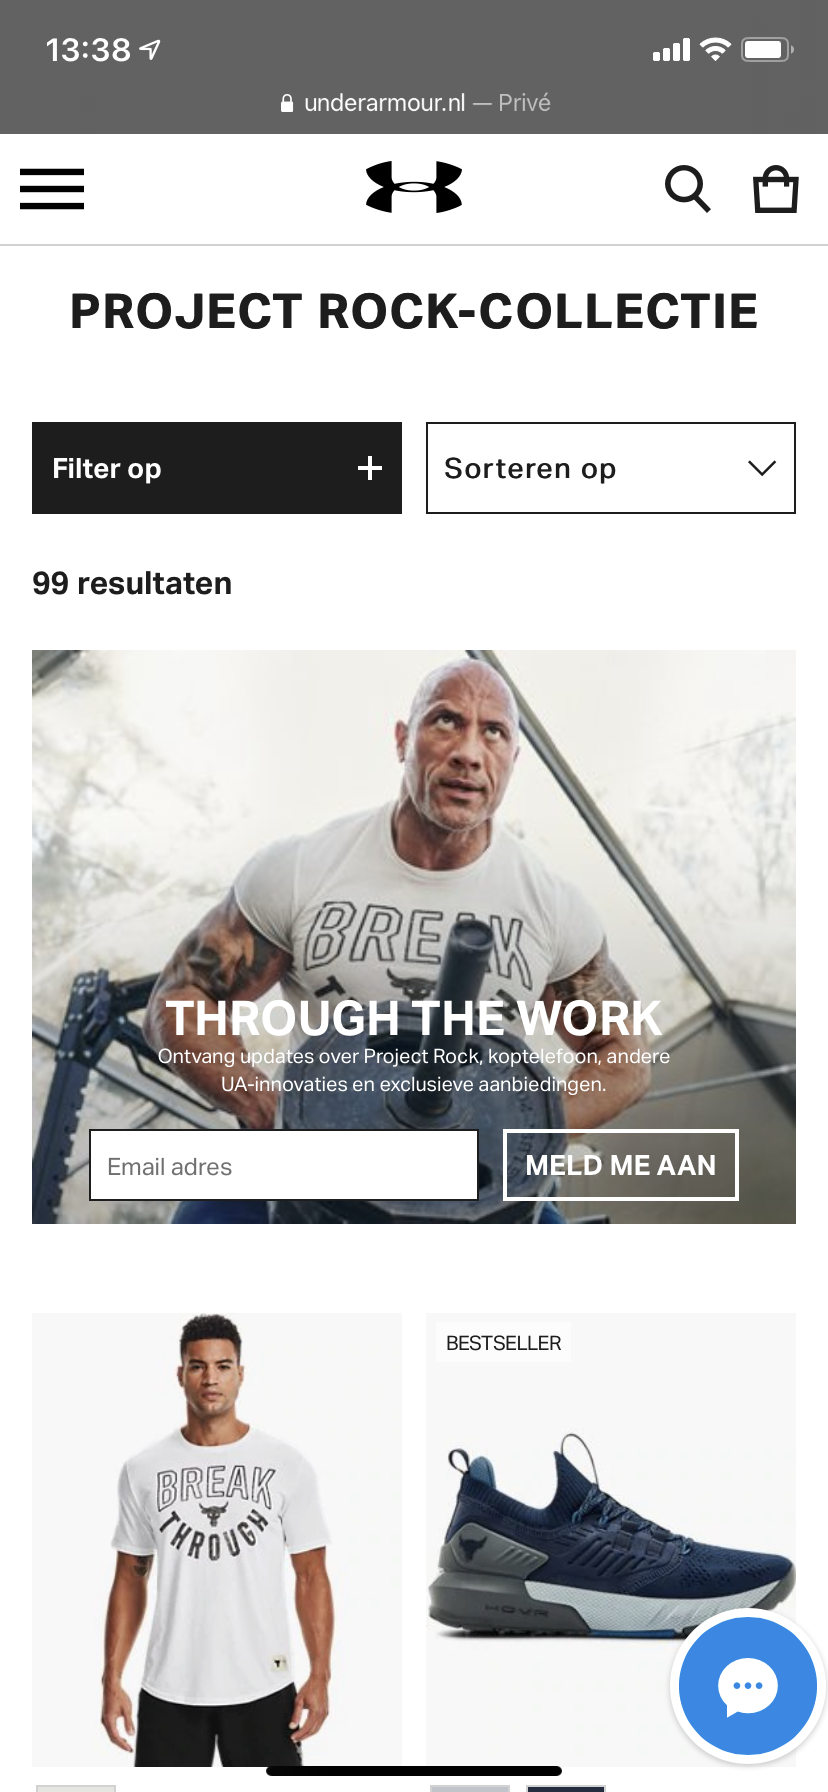 13:38
underarmour.nl — Privé
PROJECT ROCK-COLLECTIE
Filter op
Sorteren op
99 resultaten
BREAK
THROUGH THE WORK
Ontvang updates over Project Rock, koptelefoon, andere
UA-innovaties en exclusieve aanbiedingen.
Email adres
MELD ME AAN
BESTSELLER
BREAK
THROUGH
HOVR